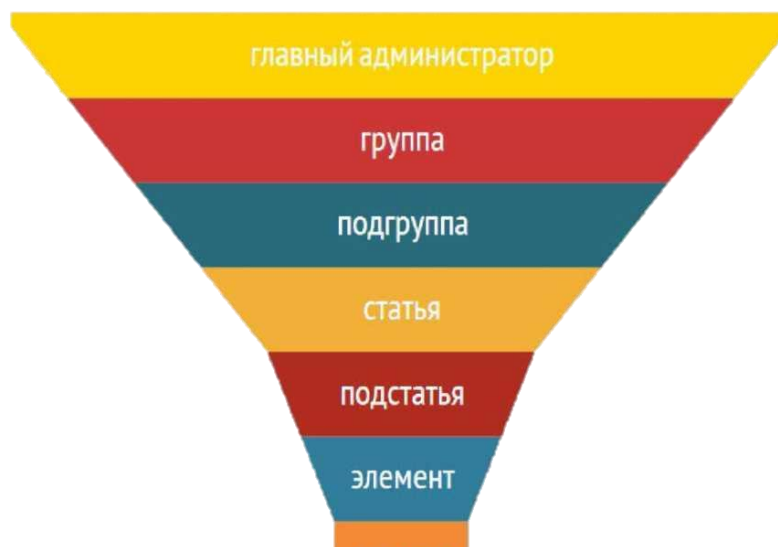 главный администратор
группа
подгруппа
статья
подстатья
элемент